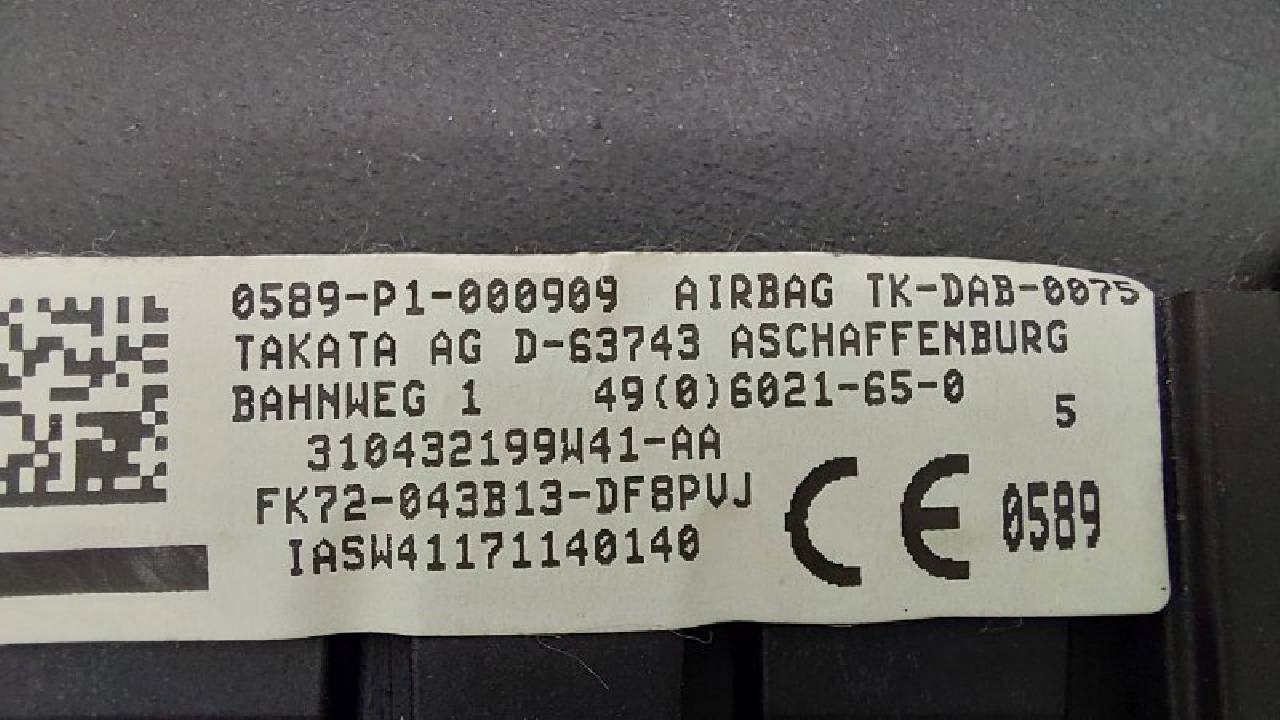 0589-P1-000909 AIRBAG TK-DAB-0075
TAKATA AG D-63743 ASCHAFFENBURG
BAHNWEG 1 49(0)6021-65-0
5
310432199W41-AA
FK72-043B13-DF8PVJ
IASW41171140140
CE 0589